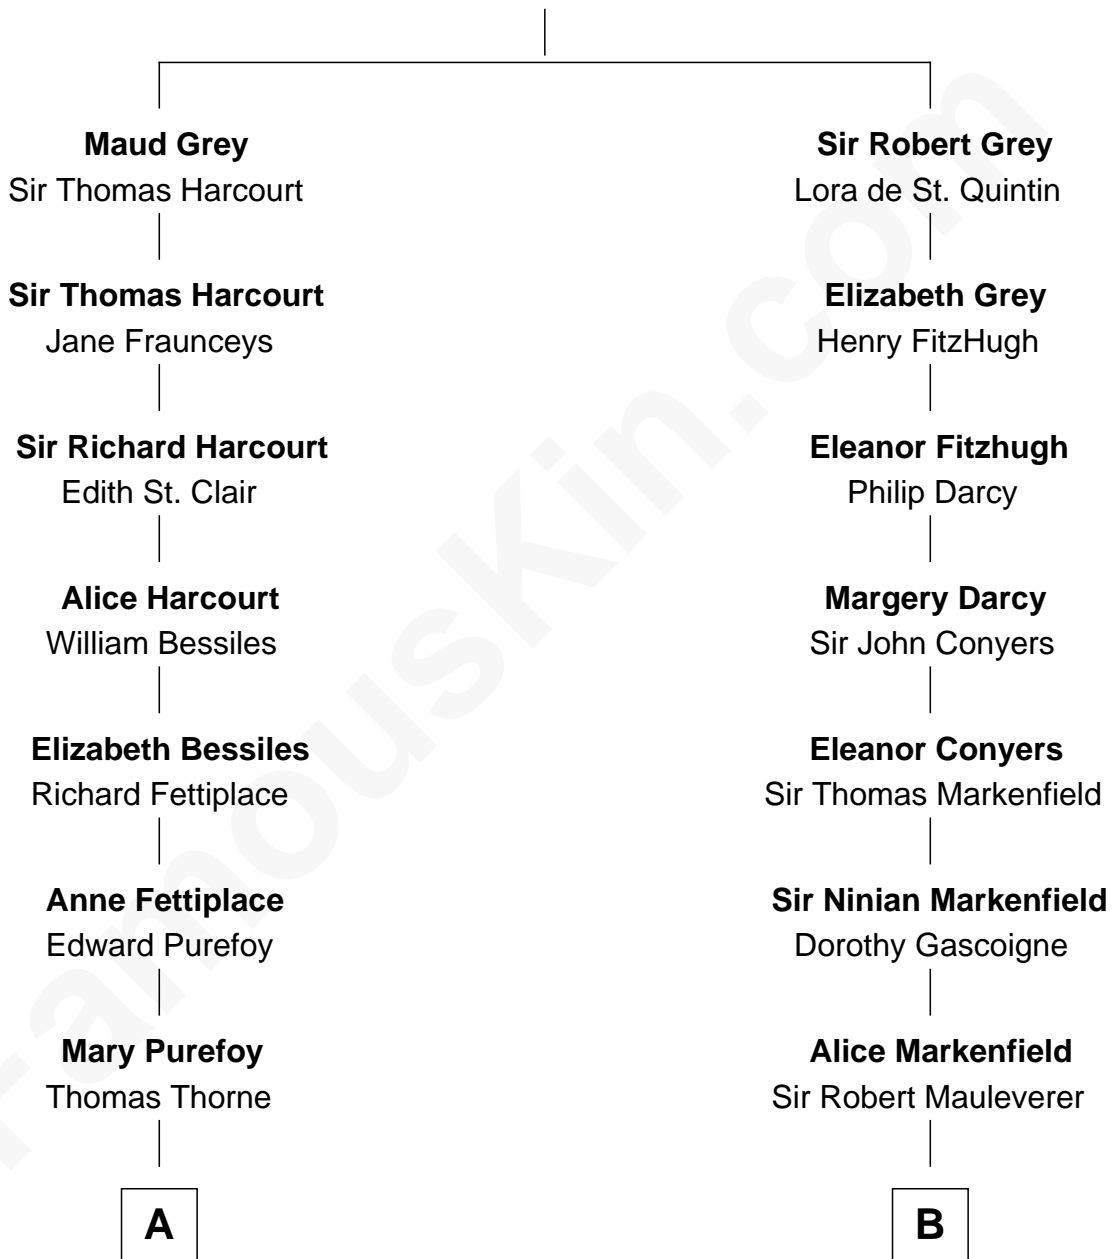 Maud Grey
Sir Thomas Harcourt
Sir Thomas Harcourt
Jane Fraunceys
Sir Richard Harcourt
Edith St. Clair
Alice Harcourt
William Bessiles
Elizabeth Bessiles
Richard Fettiplace
Anne Fettiplace
Edward Purefoy
Mary Purefoy
Thomas Thorne
A
Sir Robert Grey
Lora de St. Quintin
Elizabeth Grey
Henry FitzHugh
Eleanor Fitzhugh
Philip Darcy
Margery Darcy
Sir John Conyers
Eleanor Conyers
Sir Thomas Markenfield
Sir Ninian Markenfield
Dorothy Gascoigne
Alice Markenfield
Sir Robert Mauleverer
B
FamousKin.com